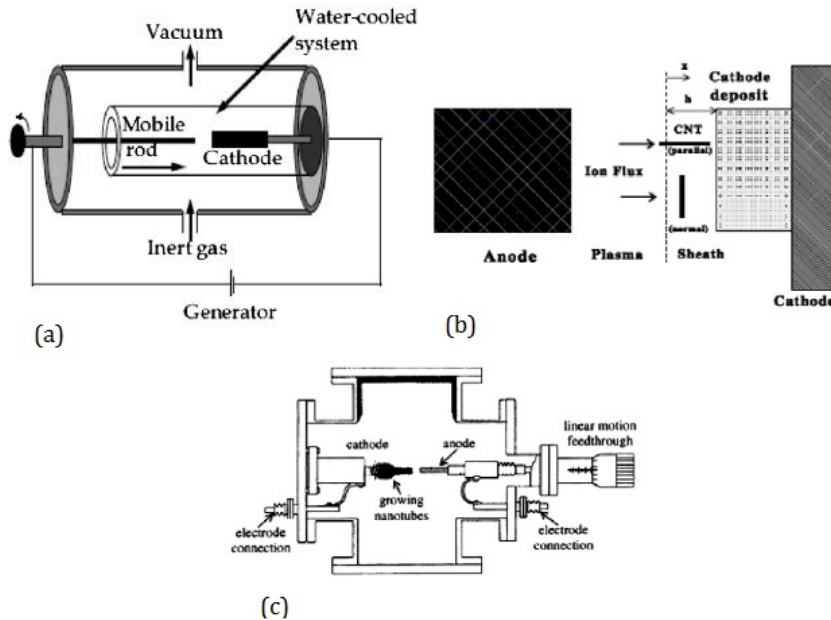 Water-cooled
system
Vacuum
Mobile
rod
Cathode
Inert gas
Generator
(a)
x
Cathode
deposit
h
CNT
(parallel)
Ion Flux
(normal)
Anode
Plasma
Sheath
Cathode
(b)
cathode
anode
linear motion
feedthrough
growing
nanotubes
electrode
connection
electrode
connection
(c)